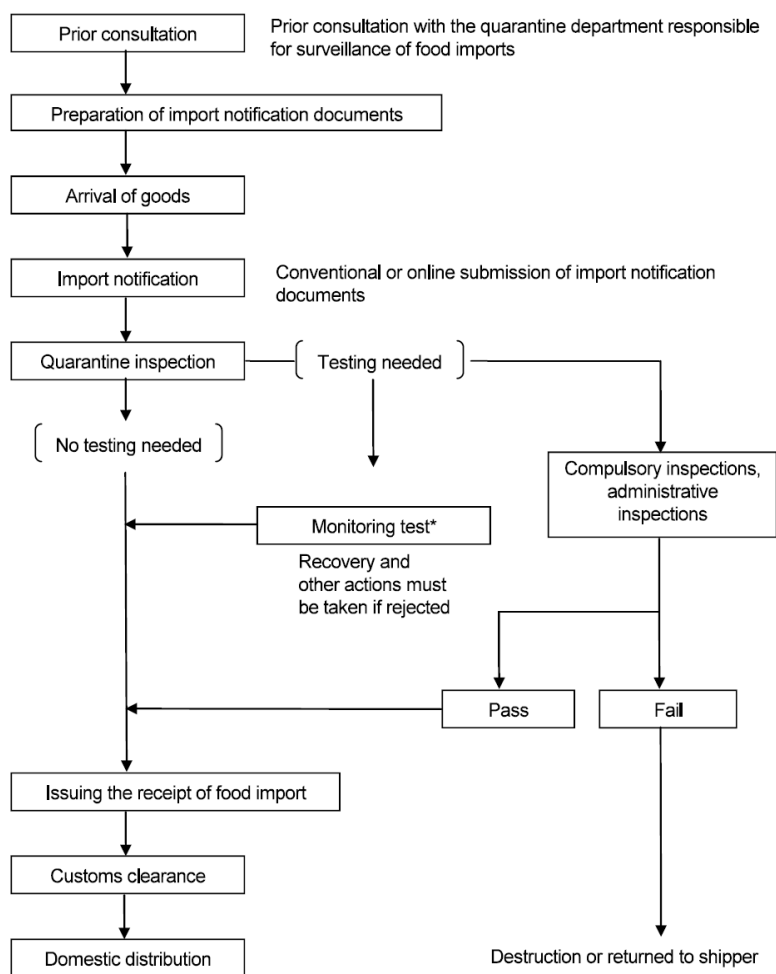 Prior consultation
Prior consultation with the quarantine department responsible
for surveillance of food imports
Preparation of import notification documents
Arrival of goods
Import notification
Conventional or online submission of import notification
documents
Quarantine inspection
Testing needed
No testing needed
Compulsory inspections,
administrative
inspections
Monitoring test*
Recovery and
other actions must
be taken if rejected
Pass
Fail
Issuing the receipt of food import
Customs clearance
Domestic distribution
Destruction or returned to shipper